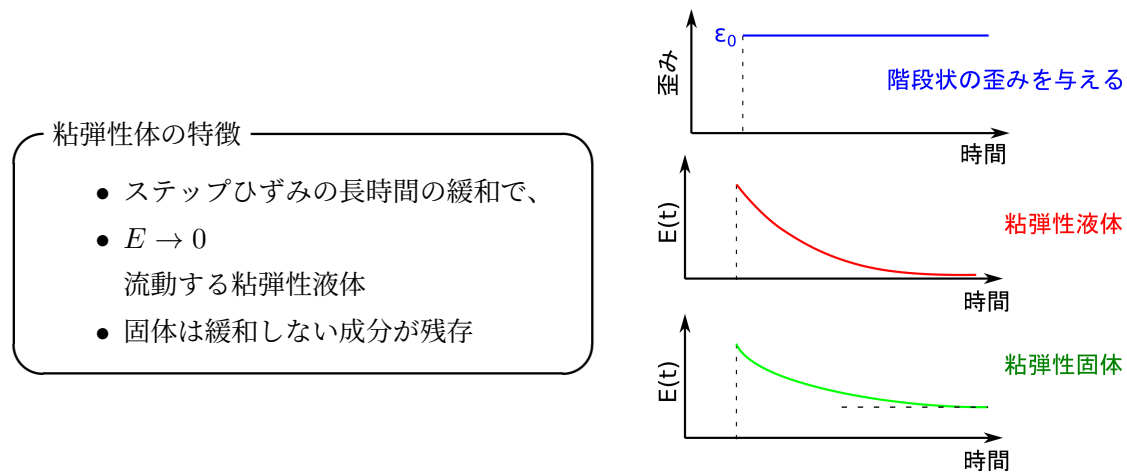 粘弾性体の特徴
• ステップひずみの長時間の緩和で、
• E → 0
流動する粘弾性液体
• 固体は緩和しない成分が残存
ε₀
歪み
階段状の歪みを与える
時間
E(t)
粘弾性液体
時間
E(t)
粘弾性固体
時間